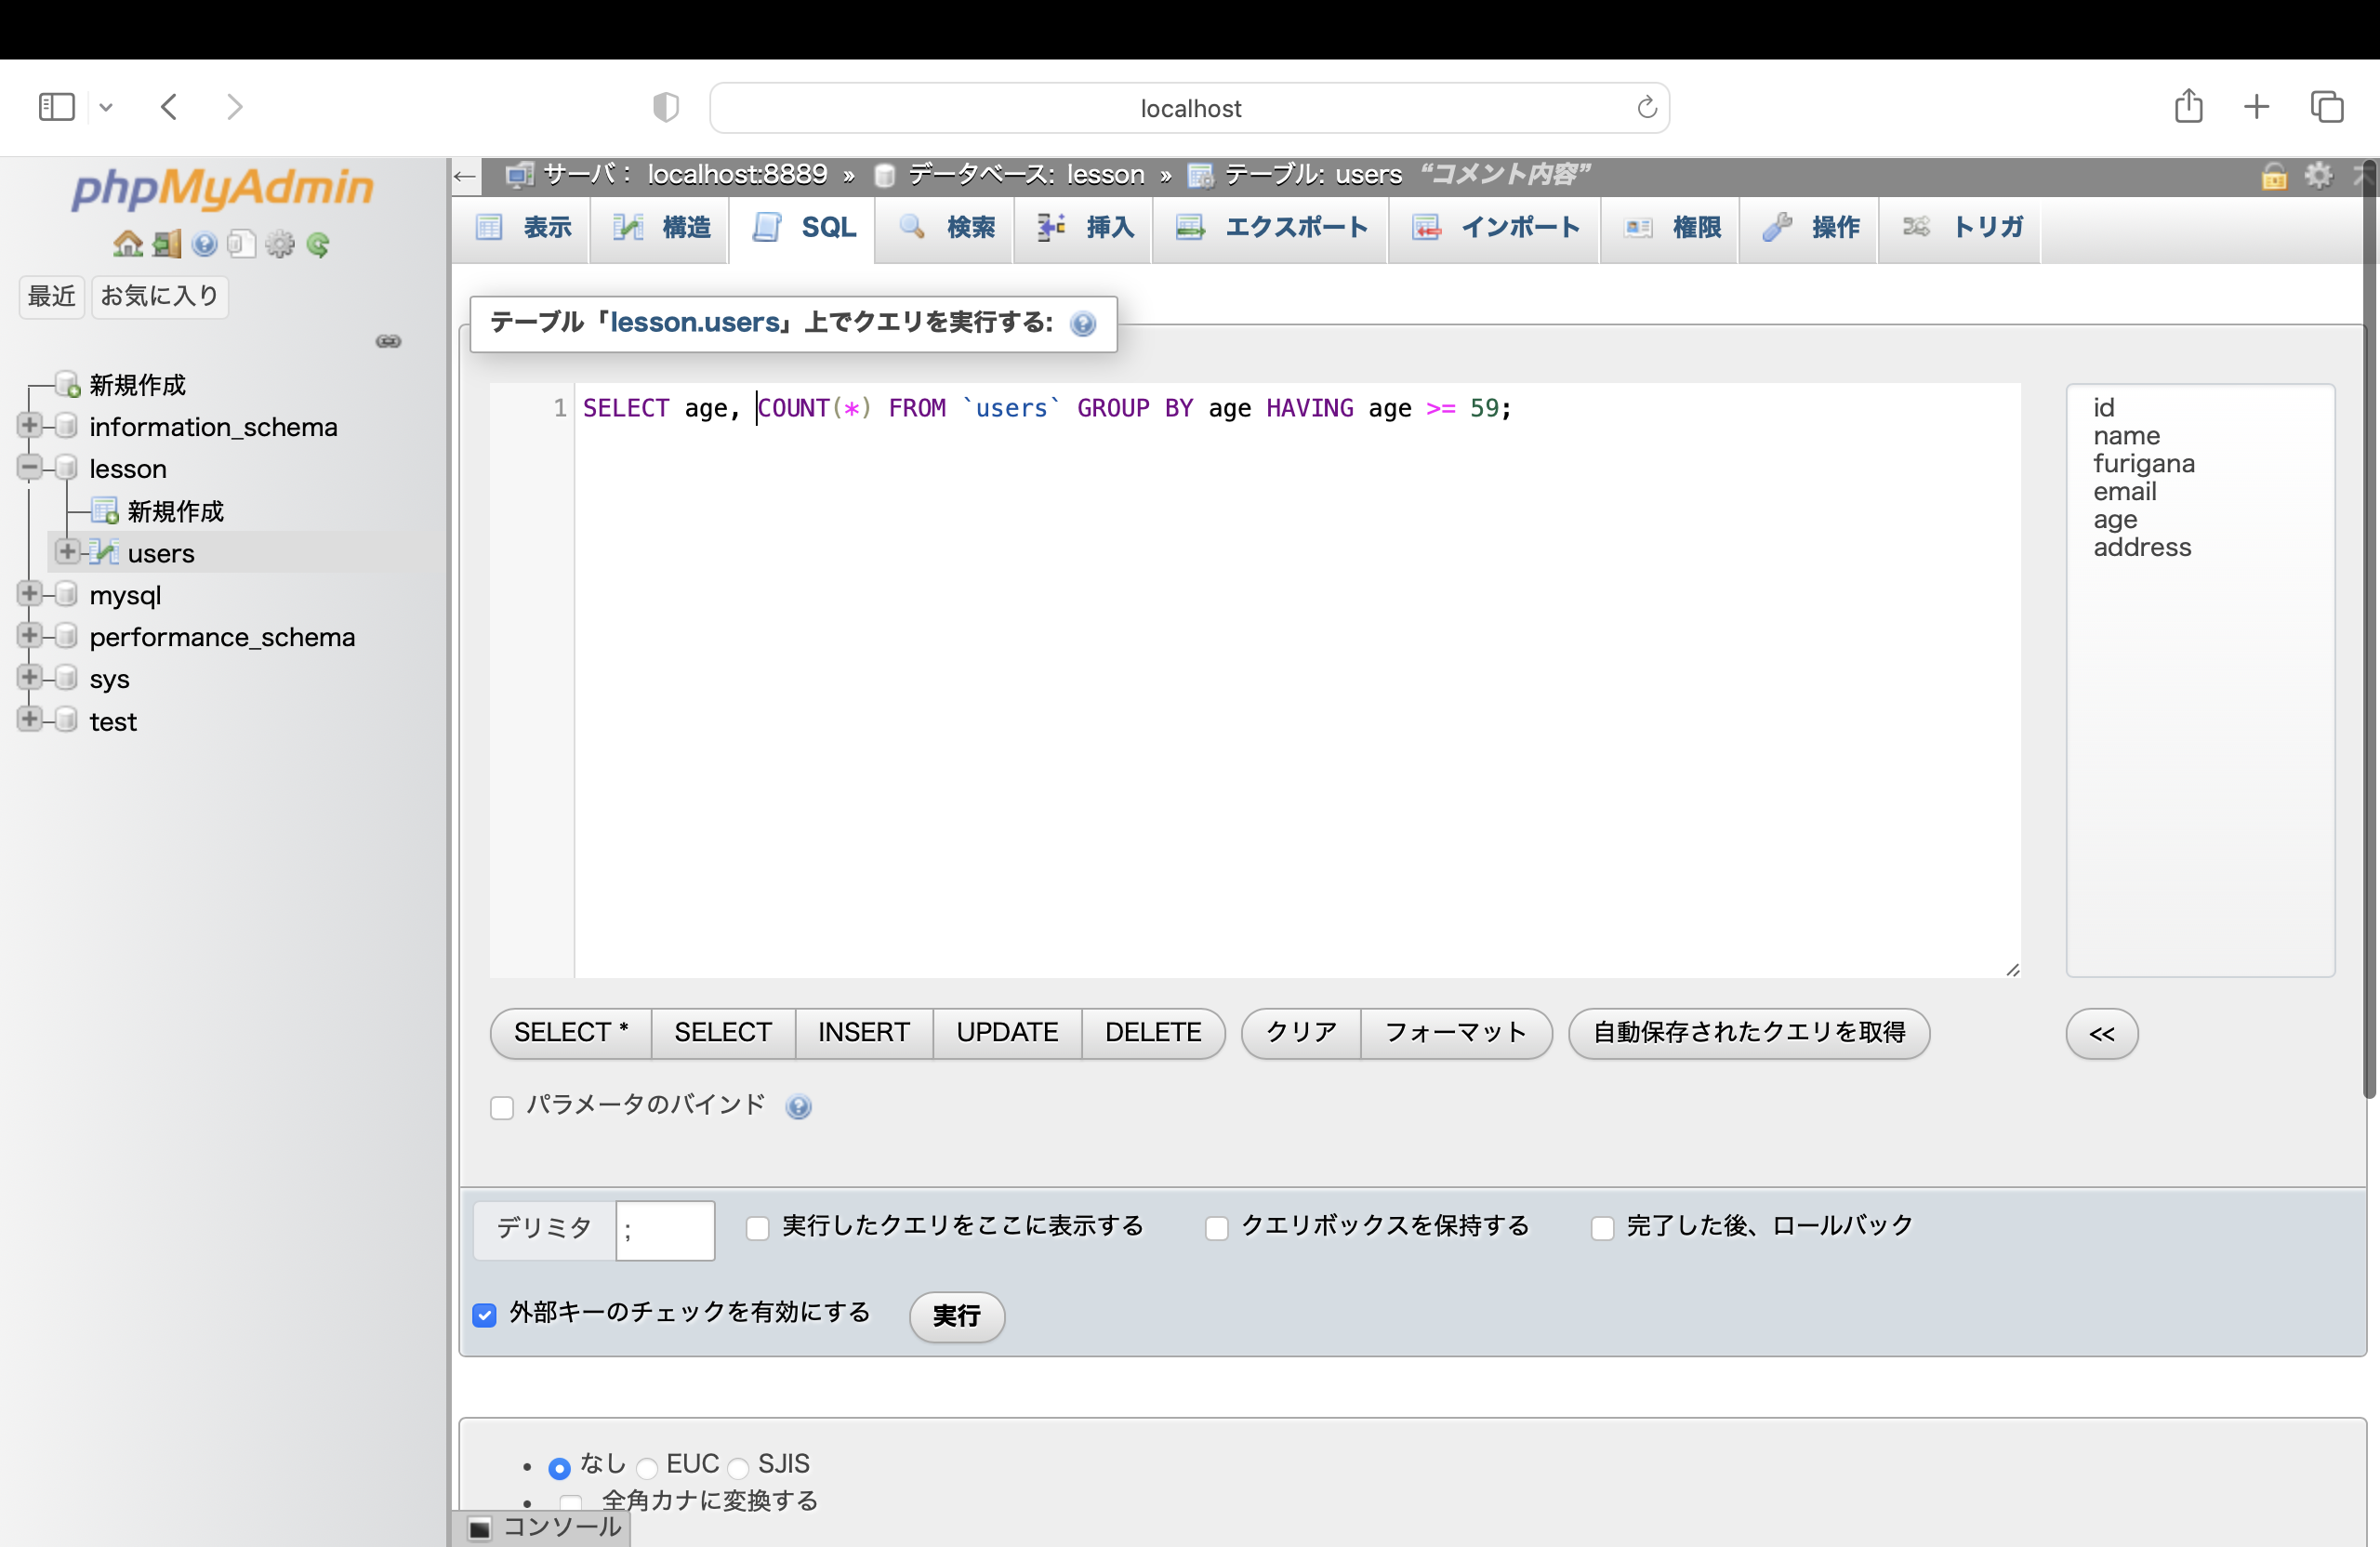 localhost
phpMyAdmin
最近 お気に入り
新規作成
information_schema
lesson
新規作成
users
mysql
performance_schema
sys
test
サーバ： localhost:8889 » データベース: lesson » テーブル: users “コメント内容”
表示 構造 SQL 検索 挿入 エクスポート インポート 権限 操作 トリガ
テーブル「lesson.users」上でクエリを実行する:
1 SELECT age, COUNT(*) FROM `users` GROUP BY age HAVING age >= 59;
id
name
furigana
email
age
address
SELECT * SELECT INSERT UPDATE DELETE クリア フォーマット 自動保存されたクエリを取得 <<
パラメータのバインド
デリミタ ; 実行したクエリをここに表示する クエリボックスを保持する 完了した後、ロールバック
外部キーのチェックを有効にする 実行
なし EUC SJIS
全角カナに変換する
コンソール